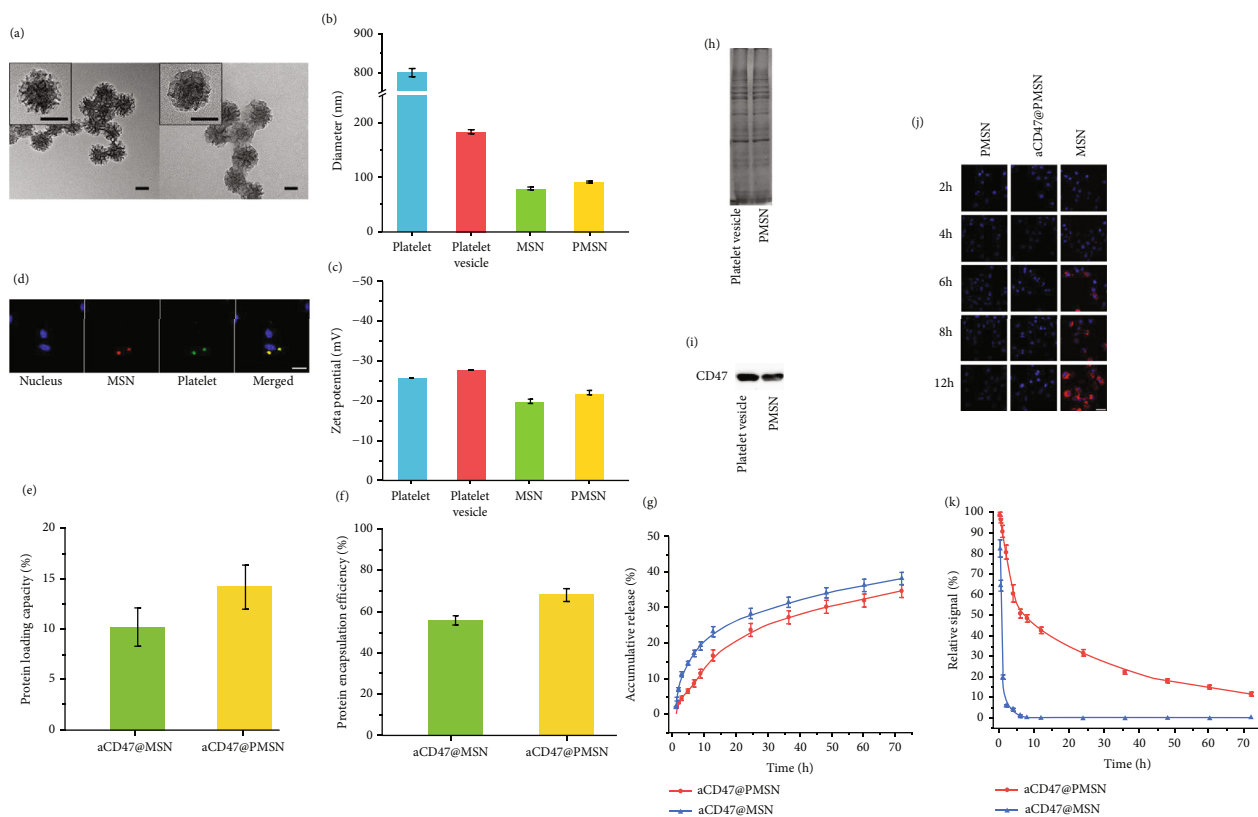 (a)
(b)
Diameter (nm)
800
200
100
0
Platelet
Platelet
vesicle
MSN
PMSN
(c)
Zeta potential (mV)
−50
−40
−30
−20
−10
0
Platelet
Platelet
vesicle
MSN
PMSN
(d)
Nucleus
MSN
Platelet
Merged
(e)
Protein loading capacity (%)
20
15
10
5
0
aCD47@MSN
aCD47@PMSN
(f)
Protein encapsulation efficiency (%)
100
80
60
40
20
0
aCD47@MSN
aCD47@PMSN
(g)
Accumulative release (%)
50
40
30
20
10
0
0
10
20
30
40
50
60
70
Time (h)
aCD47@PMSN
aCD47@MSN
(h)
Platelet vesicle
PMSN
(i)
CD47
Platelet vesicle
PMSN
(j)
PMSN
aCD47@PMSN
MSN
2h
4h
6h
8h
12h
(k)
Relative signal (%)
100
90
80
70
60
50
40
30
20
10
0
0
10
20
30
40
50
60
70
Time (h)
aCD47@PMSN
aCD47@MSN